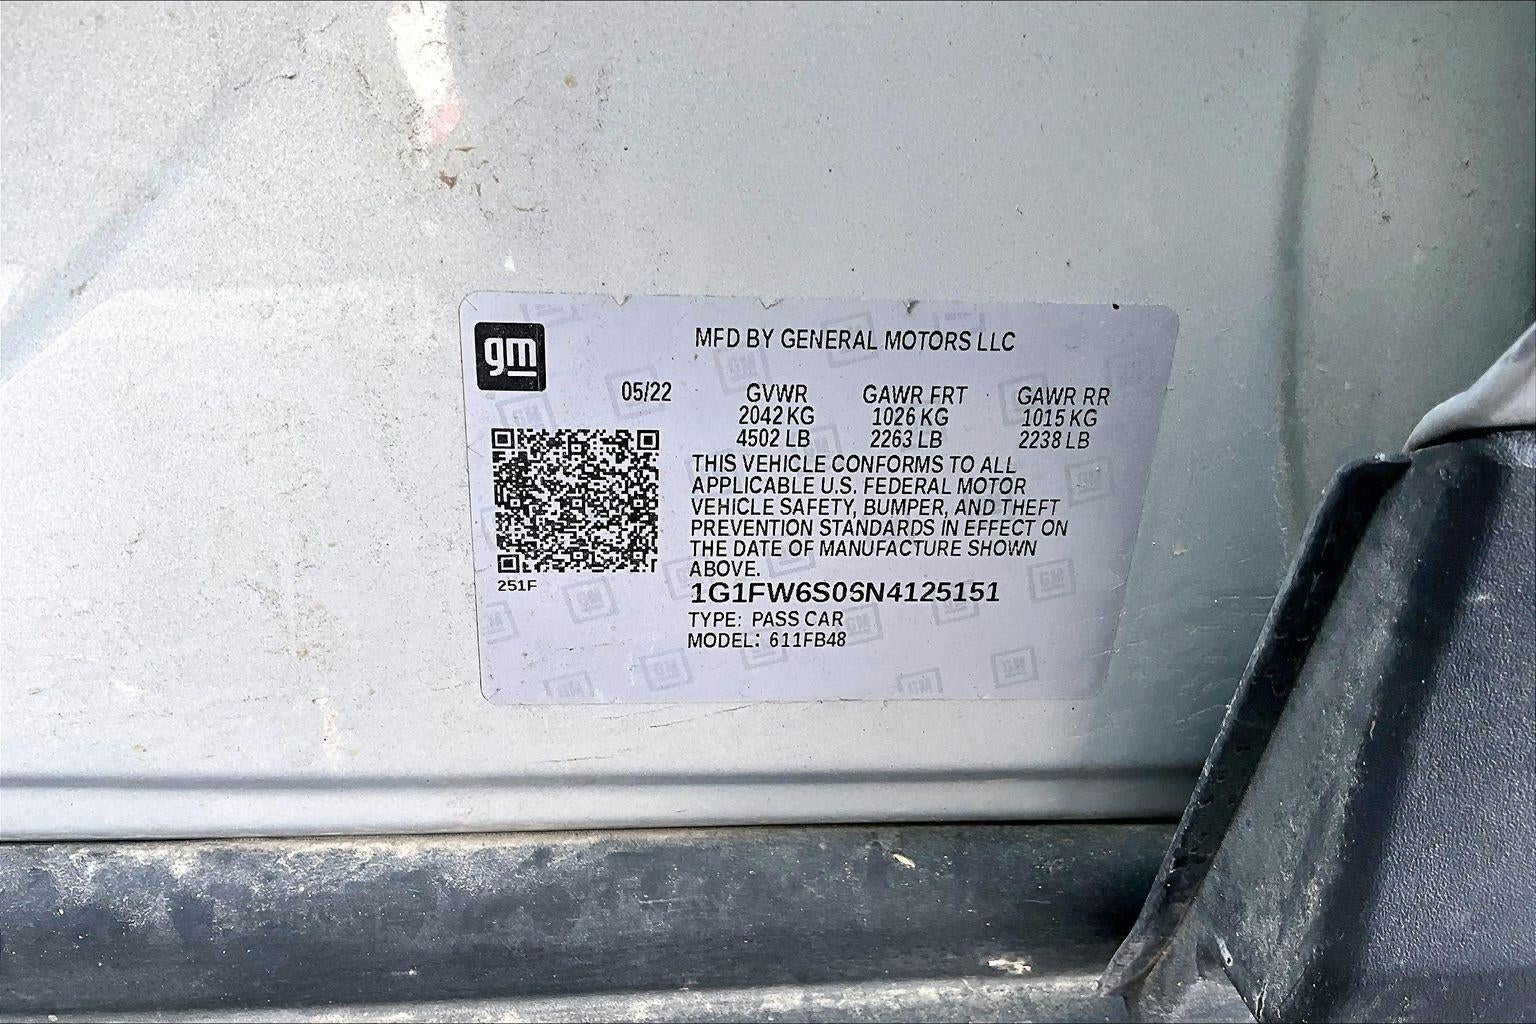 gm
MFD BY GENERAL MOTORS LLC
05/22 GVWR GAWR FRT GAWR RR
2042 KG 1026 KG 1015 KG
4502 LB 2263 LB 2238 LB
THIS VEHICLE CONFORMS TO ALL
APPLICABLE U.S. FEDERAL MOTOR
VEHICLE SAFETY, BUMPER, AND THEFT
PREVENTION STANDARDS IN EFFECT ON
THE DATE OF MANUFACTURE SHOWN
ABOVE.
251F
1G1FW6S06N4125151
TYPE: PASS CAR
MODEL: 611FB48